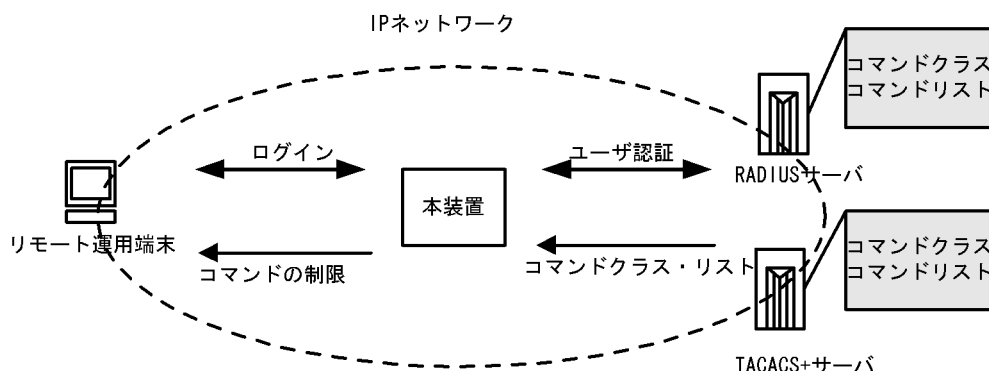 IPネットワーク
コマンドクラス
コマンドリスト
ログイン
ユーザ認証
RADIUSサーバ
本装置
リモート運用端末
コマンドの制限
コマンドクラス・リスト
コマンドクラス
コマンドリスト
TACACS+サーバ